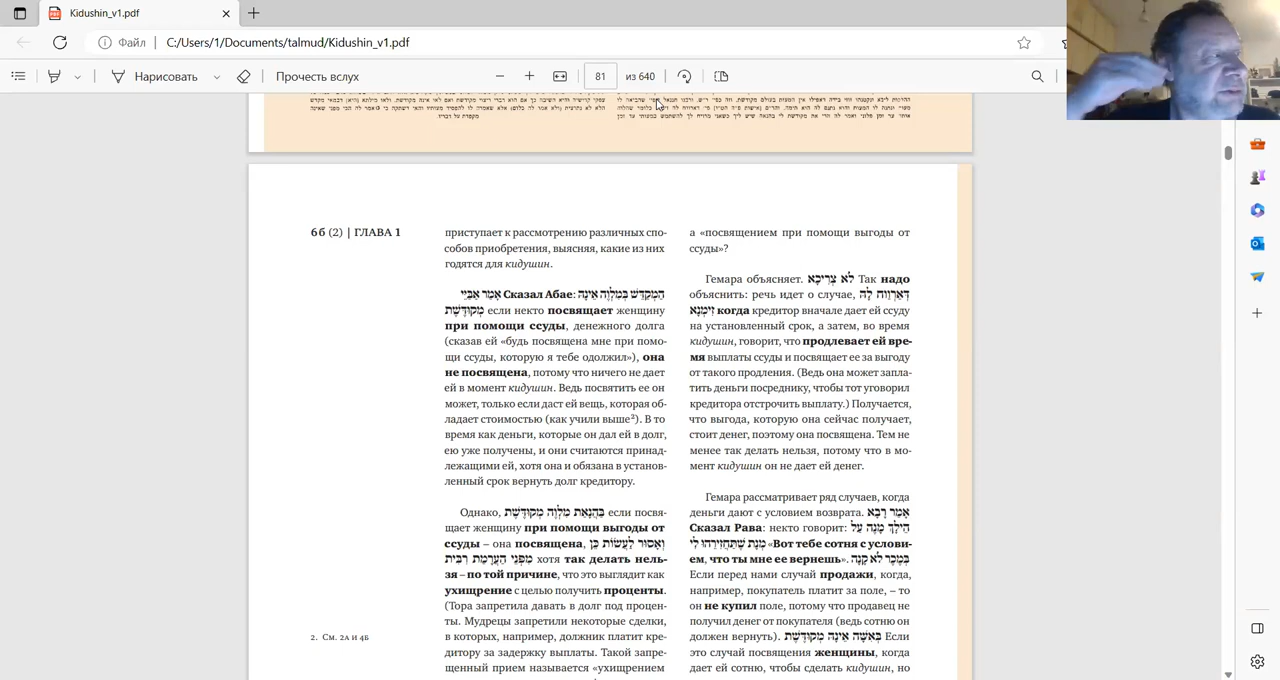 Kidushin_v1.pdf
Файл
C:/Users/1/Documents/talmud/Kidushin_v1.pdf
Нарисовать
Прочесть вслух
81
из 640
6б (2) | ГЛАВА 1
приступает к рассмотрению различных спо-
собов приобретения, выясняя, какие из них
годятся для кидушин.
אָמַר אַבַּיֵי Сказал Абае: הַמְקַדֵּשׁ בְּמִלְוָה אֵינָהּ
מְקוּדֶּשֶׁת если некто посвящает женщину
при помощи ссуды, денежного долга
(сказав ей «будь посвящена мне при помо-
щи ссуды, которую я тебе одолжил»), она
не посвящена, потому что ничего не дает
ей в момент кидушин. Ведь посвятить ее он
может, только если даст ей вещь, которая об-
ладает стоимостью (как учили выше²). В то
время как деньги, которые он дал ей в долг,
ею уже получены, и они считаются принад-
лежащими ей, хотя она и обязана в установ-
ленный срок вернуть долг кредитору.
Однако, בַּהֲנָאַת מִלְוָה מְקוּדֶּשֶׁת если посвя-
щает женщину при помощи выгоды от
ссуды – она посвящена, וְאָסוּר לַעֲשׂוֹת כֵּן
מִפְּנֵי הַעֲרָמַת רִבִּית хотя так делать нель-
зя – по той причине, что это выглядит как
ухищрение с целью получить проценты.
(Тора запретила давать в долг под процен-
ты. Мудрецы запретили некоторые сделки,
в которых, например, должник платит кре-
дитору за задержку выплаты. Такой запре-
щенный прием называется «ухищрением
2. См. 2А и 4Б
а «посвящением при помощи выгоды от
ссуды»?
Гемара объясняет. לֹא צְרִיכָא Так надо
объяснить: речь идет о случае, דְּאַרְוַוח לָהּ
זִימְנָא когда кредитор вначале дает ей ссуду
на установленный срок, а затем, во время
кидушин, говорит, что продлевает ей вре-
мя выплаты ссуды и посвящает ее за выгоду
от такого продления. (Ведь она может запла-
тить деньги посреднику, чтобы тот уговорил
кредитора отстрочить выплату.) Получается,
что выгода, которую она сейчас получает,
стоит денег, поэтому она посвящена. Тем не
менее так делать нельзя, потому что в мо-
мент кидушин он не дает ей денег.
Гемара рассматривает ряд случаев, когда
деньги дают с условием возврата. אָמַר רָבָא
Сказал Рава: некто говорит: הֵילָךְ מָנֶה עַל
מְנָת שֶׁתַּחְזִירֵהוּ לִי «Вот тебе сотня с услови-
ем, что ты мне ее вернешь». בְּמֶכֶר לֹא קָנָה
Если перед нами случай продажи, когда,
например, покупатель платит за поле, – то
он не купил поле, потому что продавец не
получил денег от покупателя (ведь сотню он
должен вернуть). בְּאִשָּׁה אֵינָהּ מְקוּדֶּשֶׁת Если
это случай посвящения женщины, когда
дает ей сотню, чтобы сделать кидушин, но